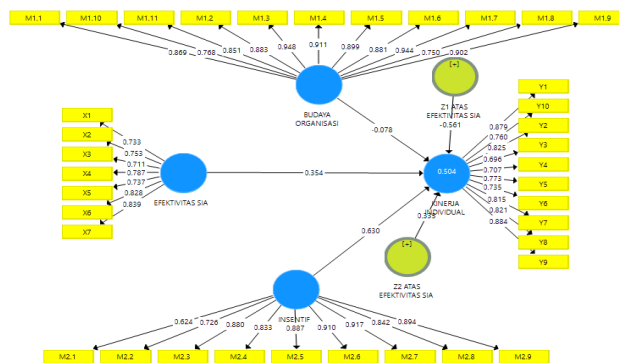 M1.1 M1.10 M1.11 M1.2 M1.3 M1.4 M1.5 M1.6 M1.7 M1.8 M1.9
0.869 0.768 0.851 0.883 0.948 0.911 0.899 0.881 0.944 0.750 0.902
BUDAYA
ORGANISASI
[+]
Z1 ATAS
EFEKTIVITAS SIA
-0.078
-0.561
X1
X2
X3
X4
X5
X6
X7
0.733
0.753
0.711
0.787
0.737
0.828
0.839
EFEKTIVITAS SIA
0.354
0.504
KINERJA
INDIVIDUAL
0.879
0.760
0.825
0.696
0.707
0.773
0.735
0.815
0.821
0.884
Y1
Y10
Y2
Y3
Y4
Y5
Y6
Y7
Y8
Y9
0.630
[+]
Z2 ATAS
EFEKTIVITAS SIA
INSENTIF
0.624 0.726 0.880 0.833 0.887 0.910 0.917 0.842 0.894
M2.1 M2.2 M2.3 M2.4 M2.5 M2.6 M2.7 M2.8 M2.9